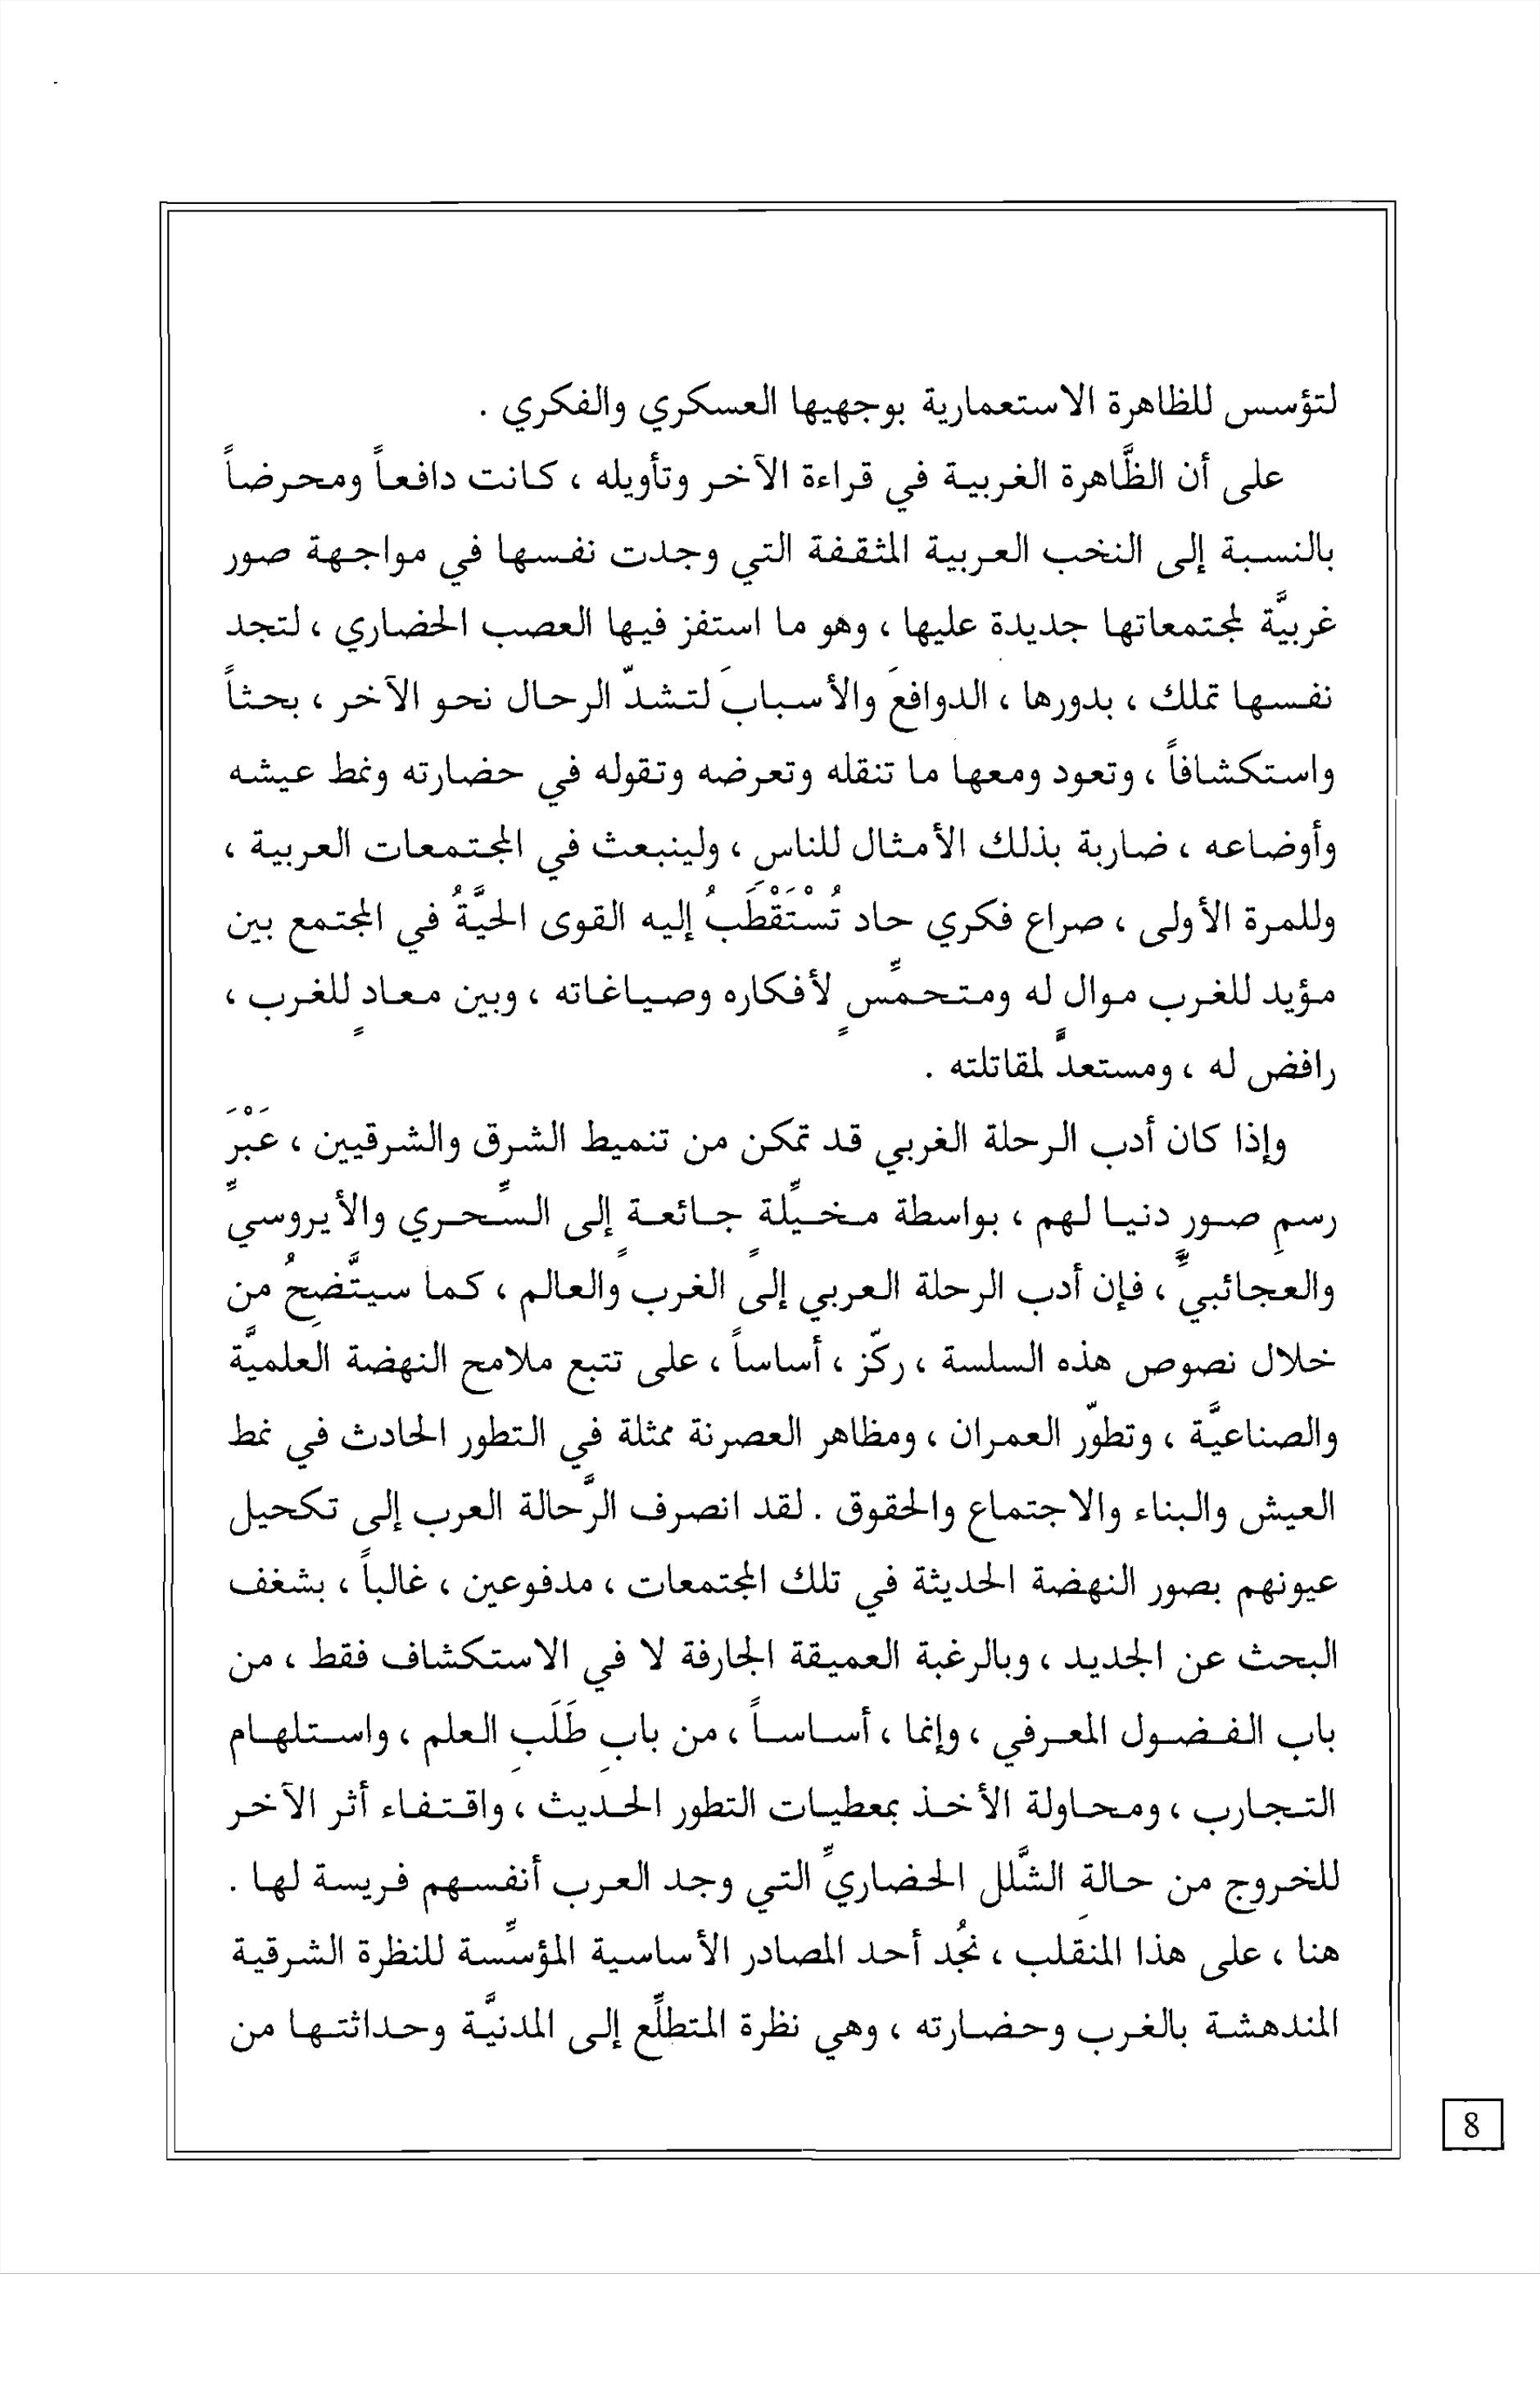 لتؤسس للظاهرة الاستعمارية بوجهيها العسكري والفكري .
على أن الظَّاهرة الغربية في قراءة الآخر وتأويله ، كانت دافعاً ومحرضاً
بالنسبة إلى النخب العربية المثقفة التي وجدت نفسها في مواجهة صور
غربيَّة لمجتمعاتها جديدة عليها ، وهو ما استفز فيها العصب الحضاري ، لتجد
نفسها تملك ، بدورها ، الدوافعَ والأسبابَ لتشدّ الرحال نحو الآخر ، بحثاً
واستكشافاً ، وتعود ومعها ما تنقله وتعرضه وتقوله في حضارته ونمط عيشه
وأوضاعه ، ضاربة بذلك الأمثال للناس ، ولينبعث في المجتمعات العربية ،
وللمرة الأولى ، صراع فكري حاد تُسْتَقْطَبُ إليه القوى الحيَّةُ في المجتمع بين
مؤيد للغرب موال له ومتحمِّسٍ لأفكاره وصياغاته ، وبين معادٍ للغرب ،
رافض له ، ومستعدٍّ لمقاتلته .
وإذا كان أدب الرحلة الغربي قد تمكن من تنميط الشرق والشرقيين ، عَبْرَ
رسمِ صور دنيا لهم ، بواسطة مخيِّلة جائعة إلى السِّحري والأيروسيِّ
والعجائبيٍّ ، فإن أدب الرحلة العربي إلى الغرب والعالم ، كما سيتَّضِحُ من
خلال نصوص هذه السلسة ، ركّز ، أساساً ، على تتبع ملامح النهضة العلميَّة
والصناعيَّة ، وتطوّر العمران ، ومظاهر العصرنة ممثلة في التطور الحادث في نمط
العيش والبناء والاجتماع والحقوق . لقد انصرف الرَّحالة العرب إلى تكحيل
عيونهم بصور النهضة الحديثة في تلك المجتمعات ، مدفوعين ، غالباً ، بشغف
البحث عن الجديد ، وبالرغبة العميقة الجارفة لا في الاستكشاف فقط ، من
باب الفضول المعرفي ، وإنما ، أساساً ، من بابِ طَلَبِ العلم ، واستلهام
التجارب ، ومحاولة الأخذ بمعطيات التطور الحديث ، واقتفاء أثر الآخر
للخروج من حالة الشَّلل الحضاريِّ التي وجد العرب أنفسهم فريسة لها .
هنا ، على هذا المنقلَب ، نجُد أحد المصادر الأساسية المؤسِّسة للنظرة الشرقية
المندهشة بالغرب وحضارته ، وهي نظرة المتطلِّع إلى المدنيَّة وحداثتها من
8